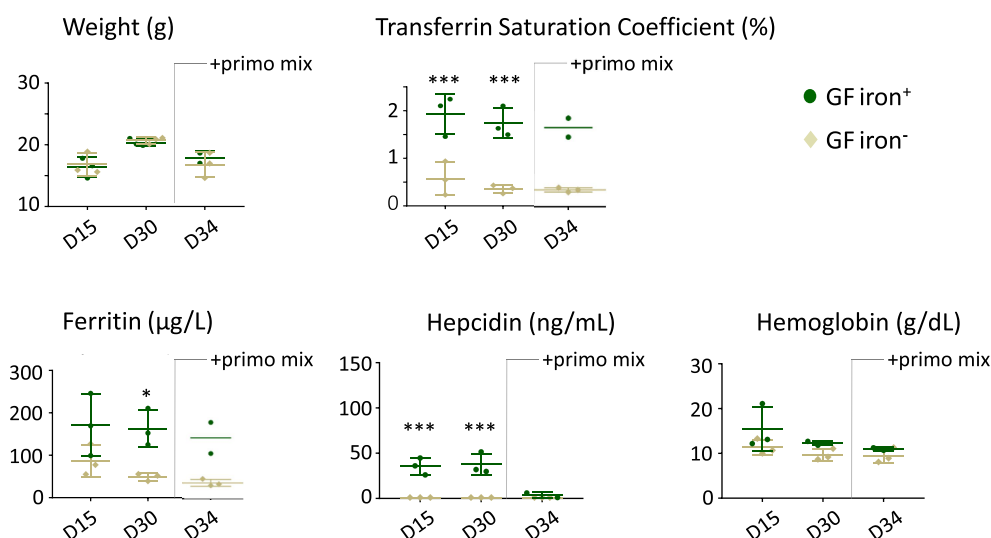 Weight (g)
+primo mix
30
20
10
D15
D30
D34
Transferrin Saturation Coefficient (%)
+primo mix
***
***
2
1
0
0
D15
D30
D34
GF iron⁺
GF iron⁻
Ferritin (µg/L)
+primo mix
*
300
200
100
0
D15
D30
D34
Hepcidin (ng/mL)
+primo mix
***
***
150
100
50
0
D15
D30
D34
Hemoglobin (g/dL)
+primo mix
30
20
10
0
D15
D30
D34